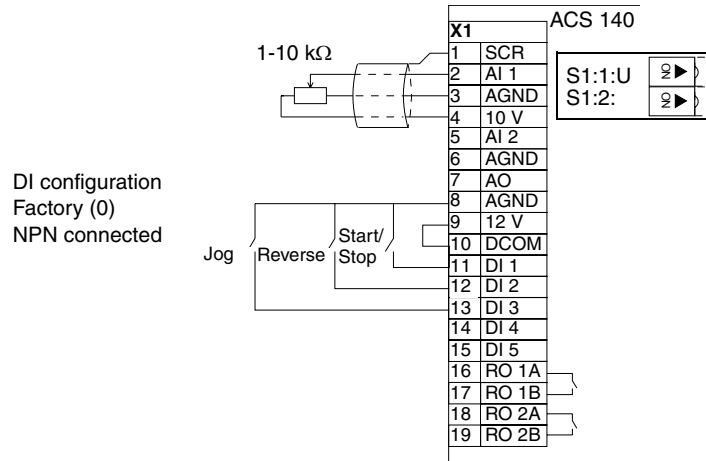 ACS 140
X1
1-10 kΩ
1 SCR
2 AI 1
3 AGND
4 10 V
5 AI 2
6 AGND
7 AO
8 AGND
9 12 V
10 DCOM
11 DI 1
12 DI 2
13 DI 3
14 DI 4
15 DI 5
16 RO 1A
17 RO 1B
18 RO 2A
19 RO 2B
S1:1:U
S1:2:
ON
ON
DI configuration
Factory (0)
NPN connected
Jog
Reverse
Start/
Stop